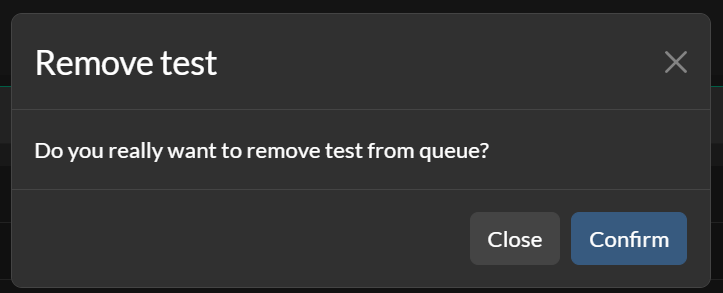 Remove test
Do you really want to remove test from queue?
Close
Confirm